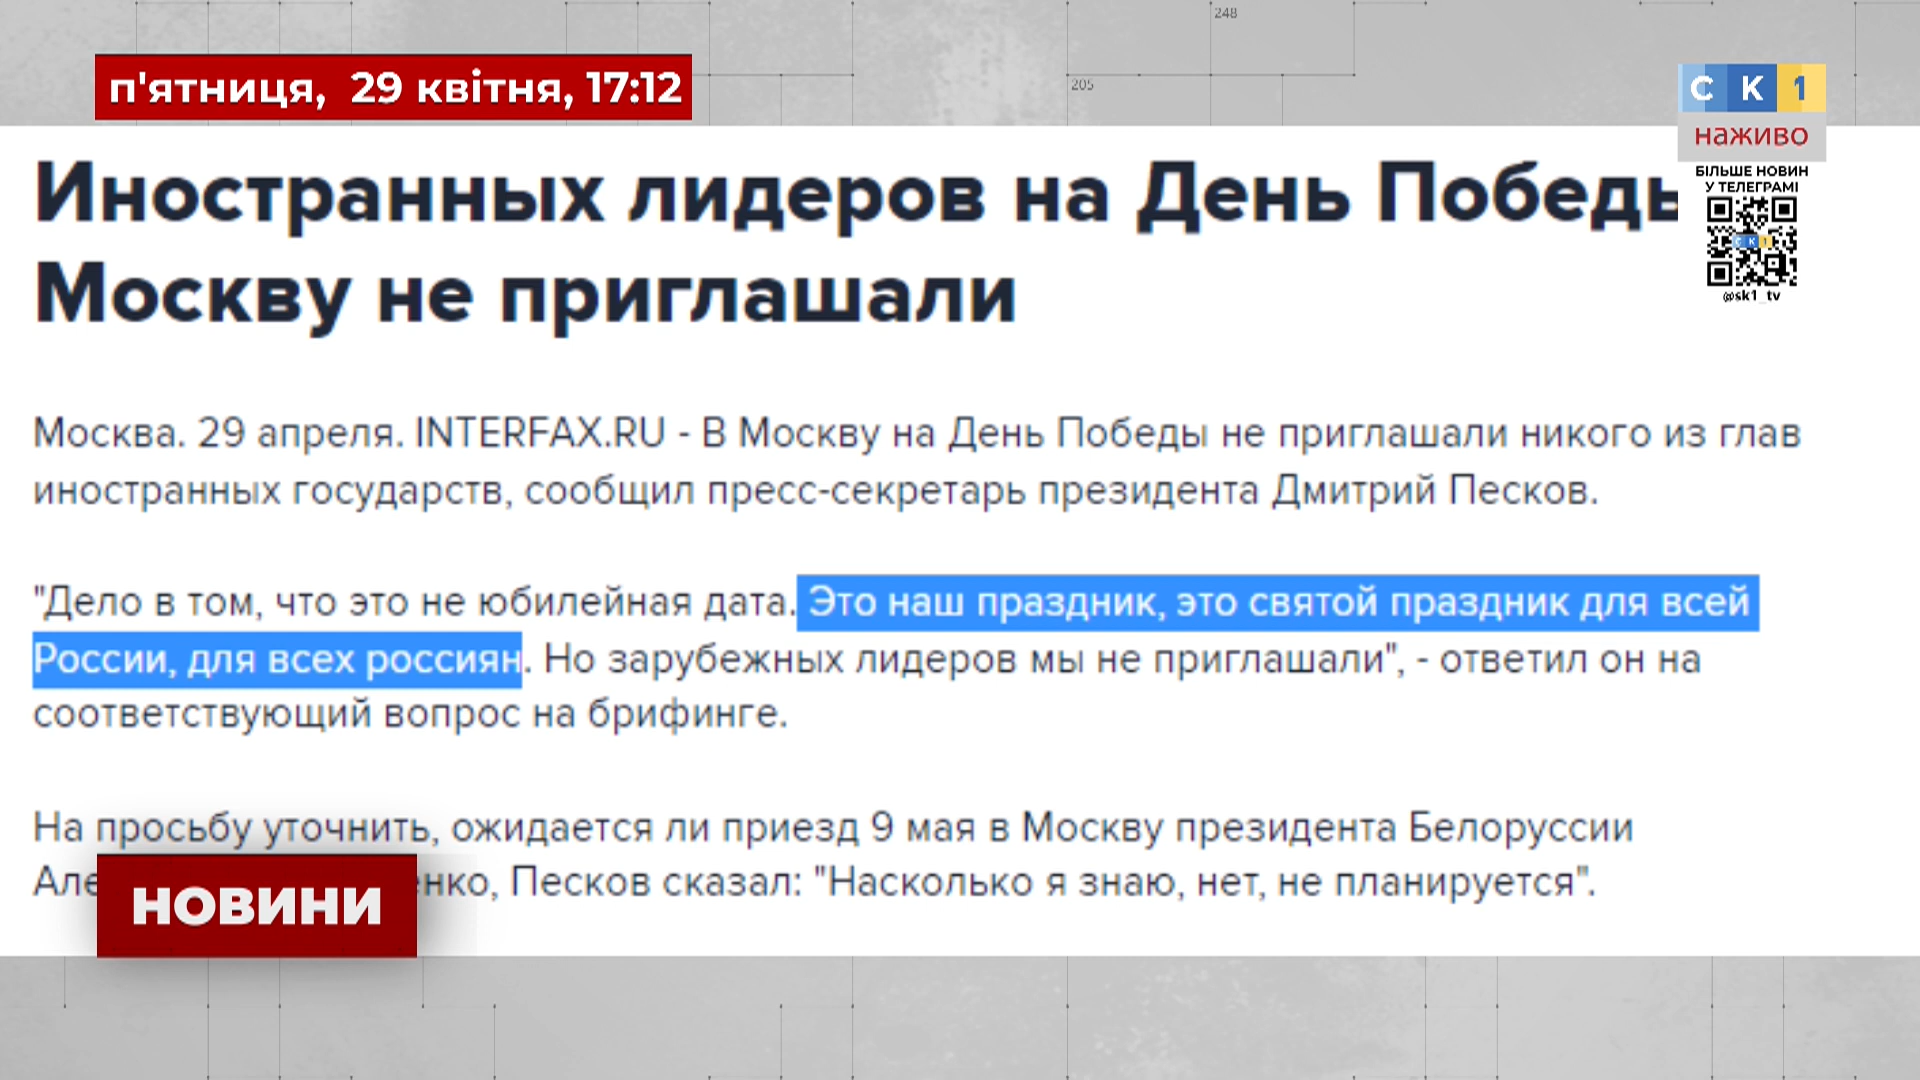 248
205
п'ятниця, 29 квітня, 17:12
СК1
наживо
БІЛЬШЕ НОВИН
У ТЕЛЕГРАМІ
СК1
@sk1_tv
Иностранных лидеров на День Победы
Москву не приглашали
Москва. 29 апреля. INTERFAX.RU - В Москву на День Победы не приглашали никого из глав
иностранных государств, сообщил пресс-секретарь президента Дмитрий Песков.
"Дело в том, что это не юбилейная дата. Это наш праздник, это святой праздник для всей
России, для всех россиян. Но зарубежных лидеров мы не приглашали", - ответил он на
соответствующий вопрос на брифинге.
На просьбу уточнить, ожидается ли приезд 9 мая в Москву президента Белоруссии
Але нко, Песков сказал: "Насколько я знаю, нет, не планируется".
НОВИНИ